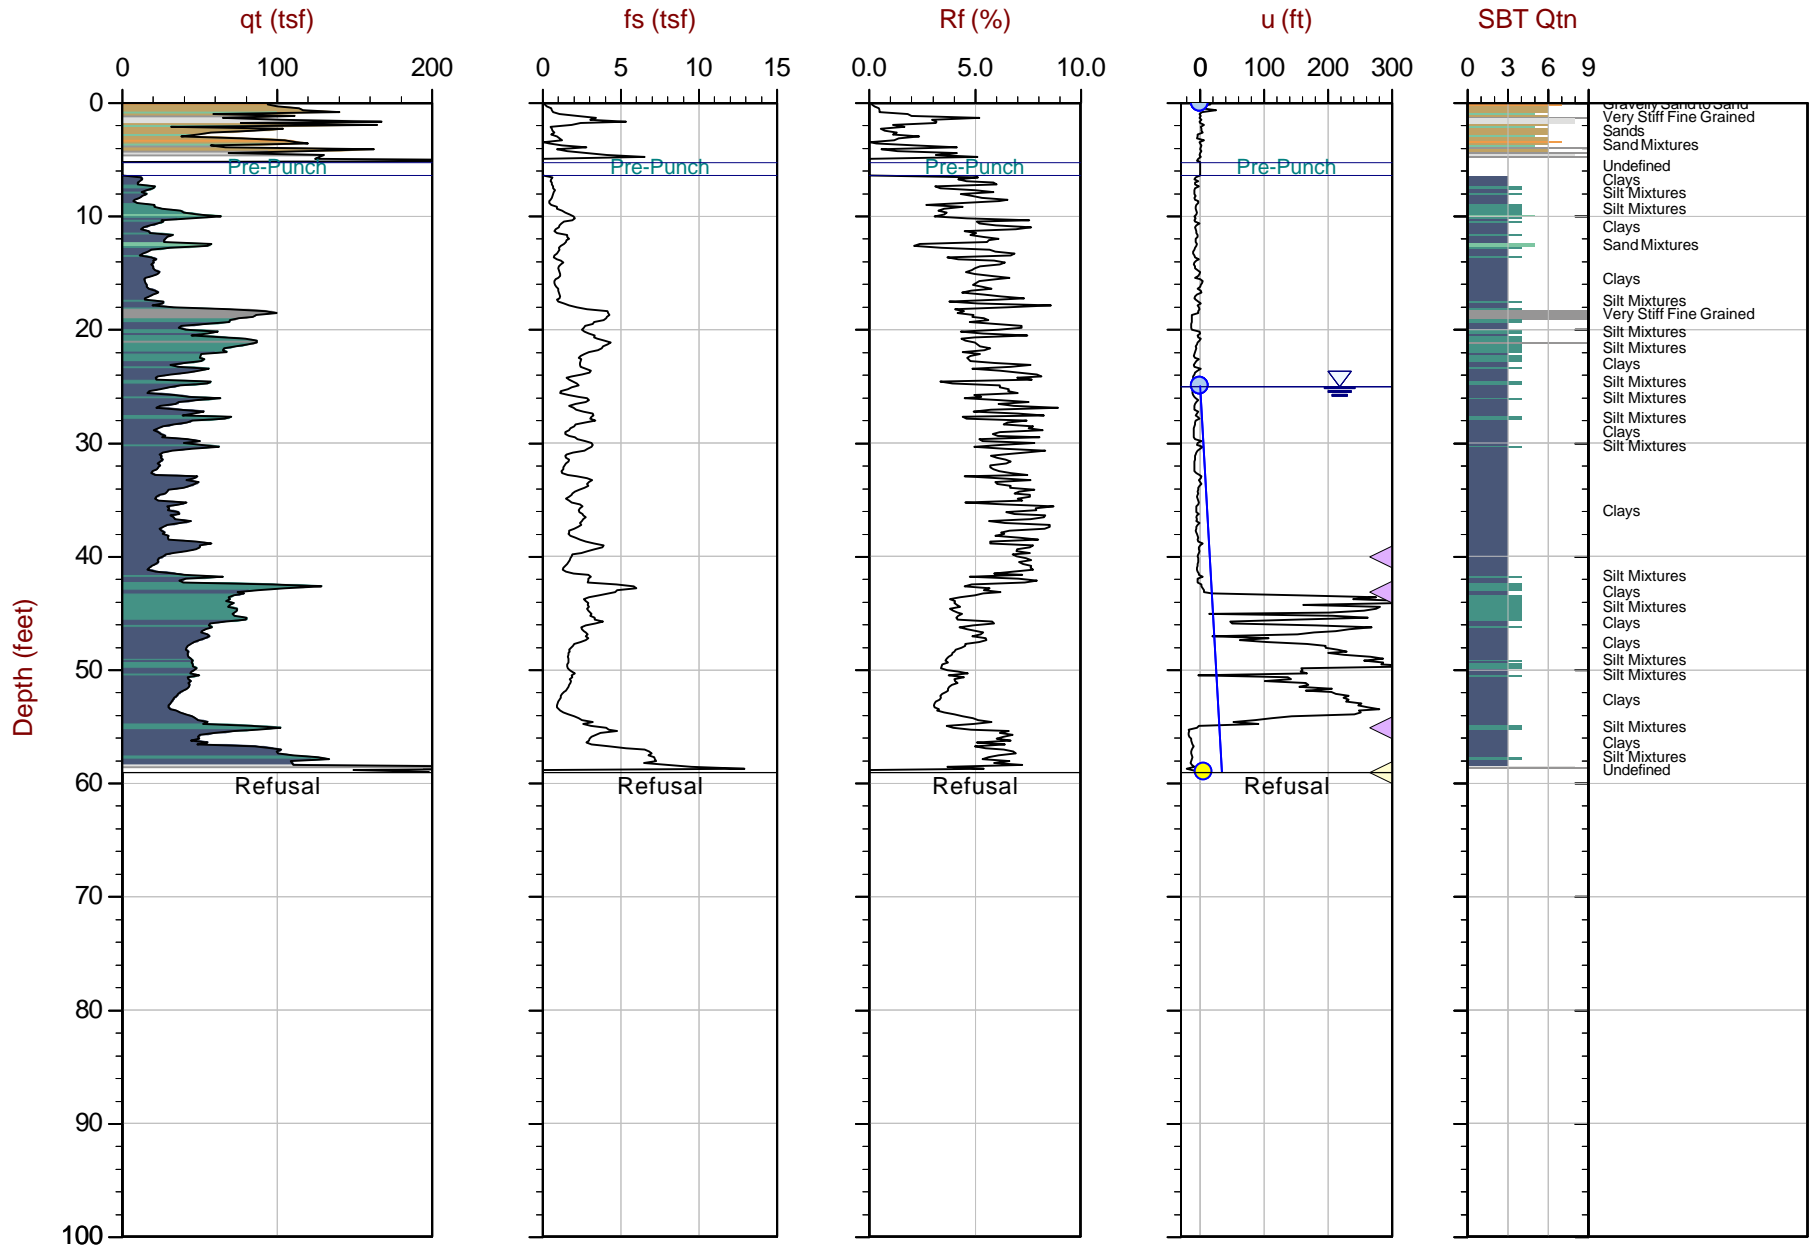 qt (tsf) fs (tsf) Rf (%) u (ft) SBT Qtn
0 100 200 0 5 10 15 0.0 5.0 10.0 0 100 200 300 0 3 6 9
0
Gravelly Sand to Sand
Very Stiff Fine Grained
Sands
Sand Mixtures
Pre-Punch Pre-Punch Pre-Punch Pre-Punch Undefined
Clays
Silt Mixtures
Silt Mixtures
10
Clays
Sand Mixtures
Clays
Silt Mixtures
Very Stiff Fine Grained
20
Silt Mixtures
Silt Mixtures
Clays
Silt Mixtures
Silt Mixtures
Silt Mixtures
Clays
30
Silt Mixtures
Clays
40
Silt Mixtures
Clays
Silt Mixtures
Clays
Clays
Silt Mixtures
50
Silt Mixtures
Clays
Silt Mixtures
Clays
Silt Mixtures
Undefined
60
Refusal Refusal Refusal Refusal
70
80
90
100
Depth (feet)